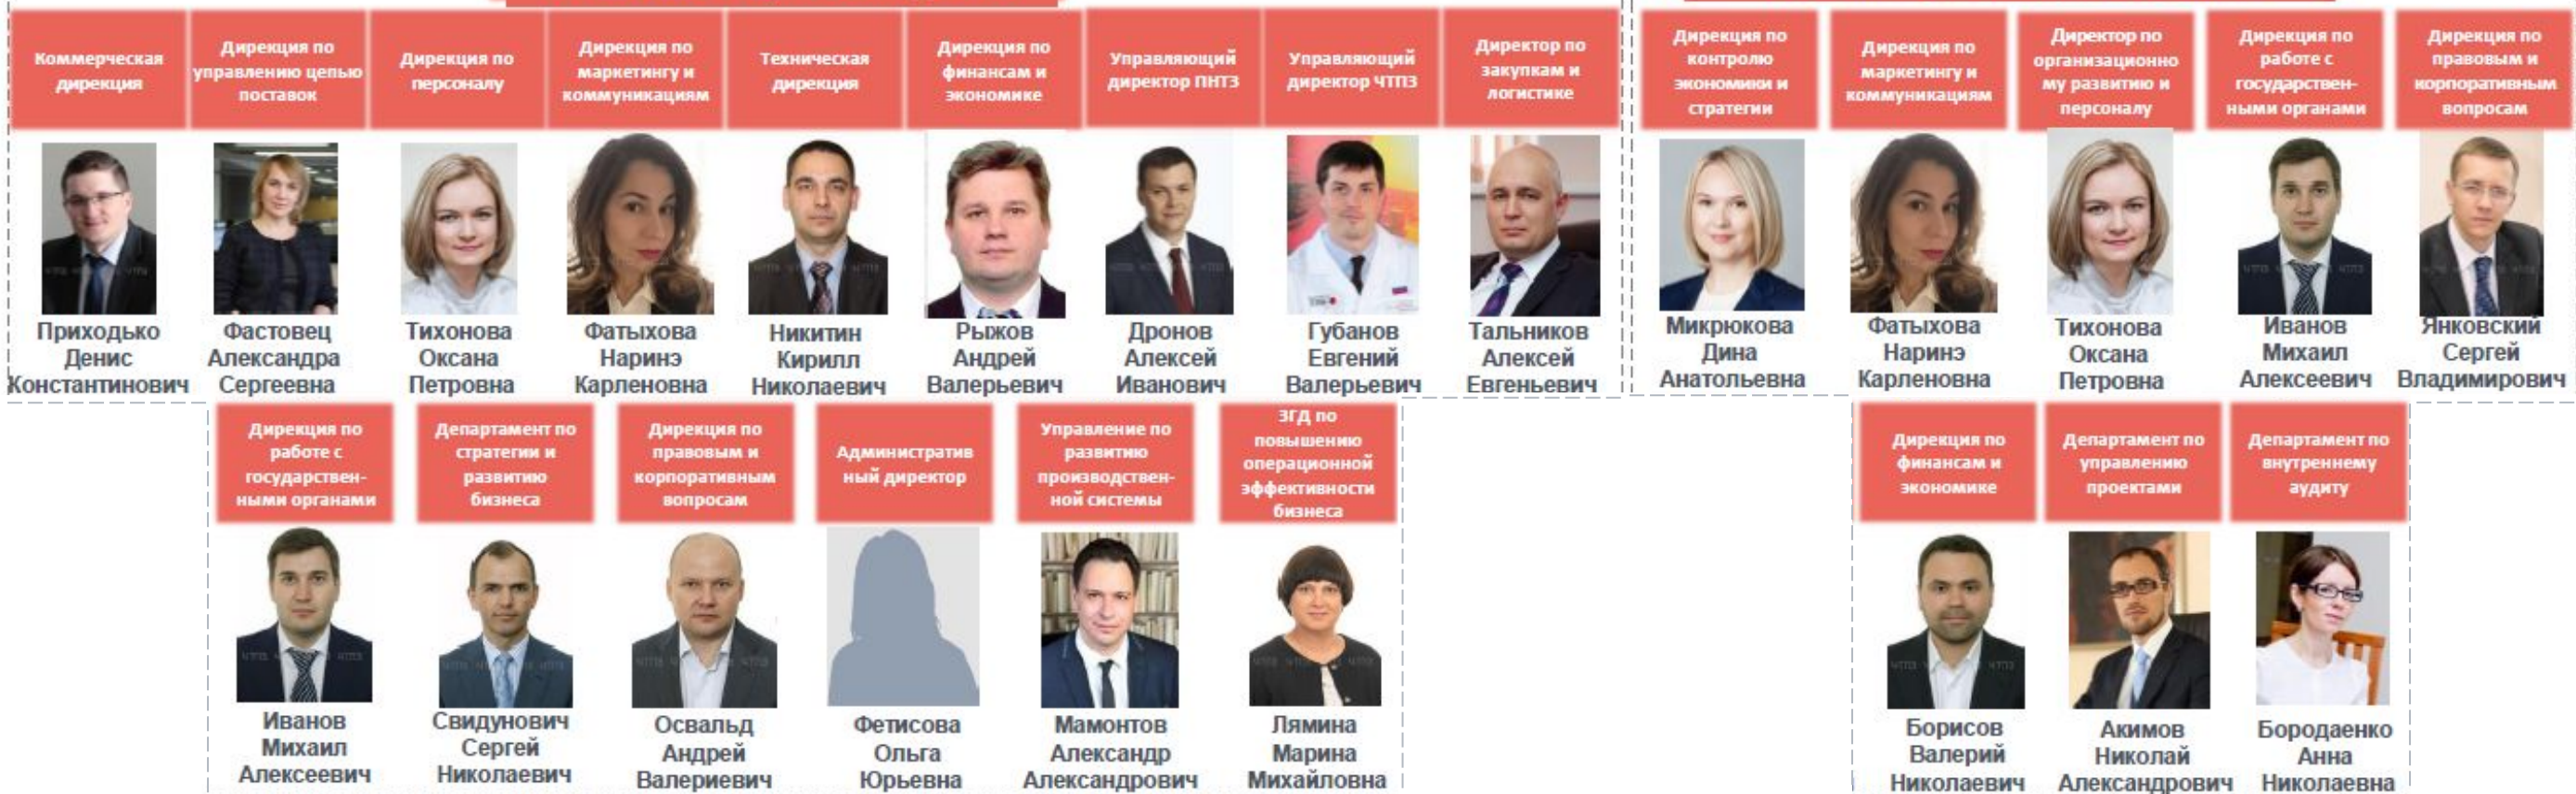 Коммерческая
дирекция
Дирекция по
управлению цепью
поставок
Дирекция по
персоналу
Дирекция по
маркетингу и
коммуникациям
Техническая
дирекция
Дирекция по
финансам и
экономике
Управляющий
директор ПНТЗ
Управляющий
директор ЧТПЗ
Директор по
закупкам и
логистике
Дирекция по
контролю
экономики и
стратегии
Дирекция по
маркетингу и
коммуникациям
Директор по
организационно
му развитию и
персоналу
Дирекция по
работе с
государствен-
ными органами
Дирекция по
правовым и
корпоративным
вопросам
Приходько
Денис
Константинович
Фастовец
Александра
Сергеевна
Тихонова
Оксана
Петровна
Фатыхова
Наринэ
Карленовна
Никитин
Кирилл
Николаевич
Рыжов
Андрей
Валерьевич
Дронов
Алексей
Иванович
Губанов
Евгений
Валерьевич
Тальников
Алексей
Евгеньевич
Микрюкова
Дина
Анатольевна
Фатыхова
Наринэ
Карленовна
Тихонова
Оксана
Петровна
Иванов
Михаил
Алексеевич
Янковский
Сергей
Владимирович
Дирекция по
работе с
государствен-
ными органами
Департамент по
стратегии и
развитию
бизнеса
Дирекция по
правовым и
корпоративным
вопросам
Административ
ный директор
Управление по
развитию
производствен-
ной системы
ЗГД по
повышению
операционной
эффективности
бизнеса
Дирекция по
финансам и
экономике
Департамент по
управлению
проектами
Департамент по
внутреннему
аудиту
Иванов
Михаил
Алексеевич
Свидунович
Сергей
Николаевич
Освальд
Андрей
Валериевич
Фетисова
Ольга
Юрьевна
Мамонтов
Александр
Александрович
Лямина
Марина
Михайловна
Борисов
Валерий
Николаевич
Акимов
Николай
Александрович
Бородаенко
Анна
Николаевна